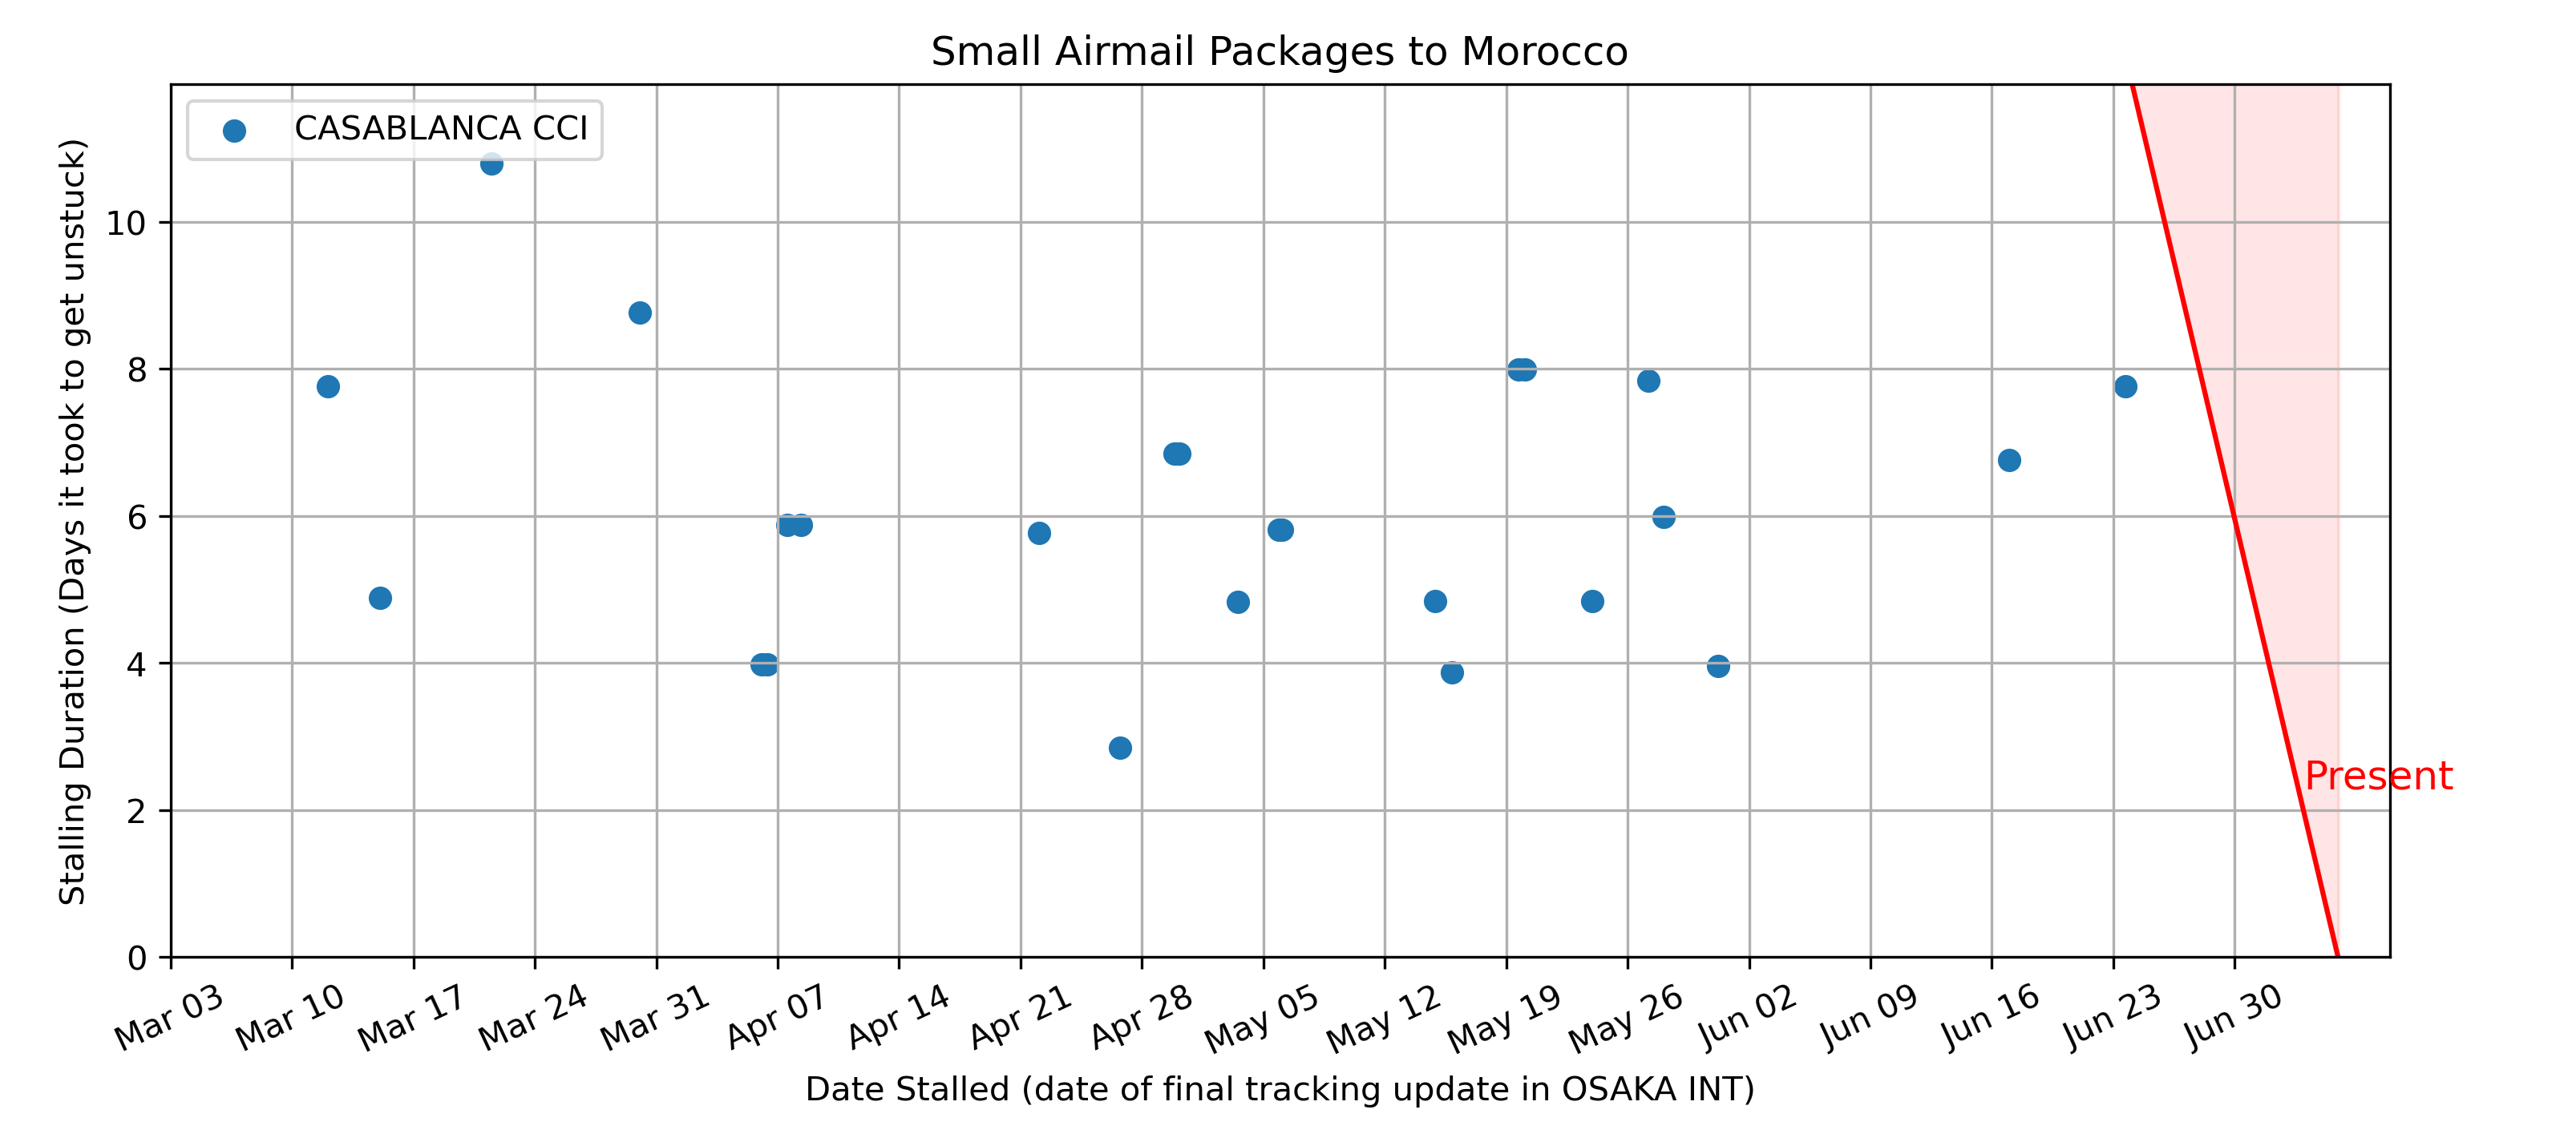 Small Airmail Packages to Morocco
CASABLANCA CCI
Stalling Duration (Days it took to get unstuck)
10
8
6
4
2
0
Present
Mar 03
Mar 10
Mar 17
Mar 24
Mar 31
Apr 07
Apr 14
Apr 21
Apr 28
May 05
May 12
May 19
May 26
Jun 02
Jun 09
Jun 16
Jun 23
Jun 30
Date Stalled (date of final tracking update in OSAKA INT)